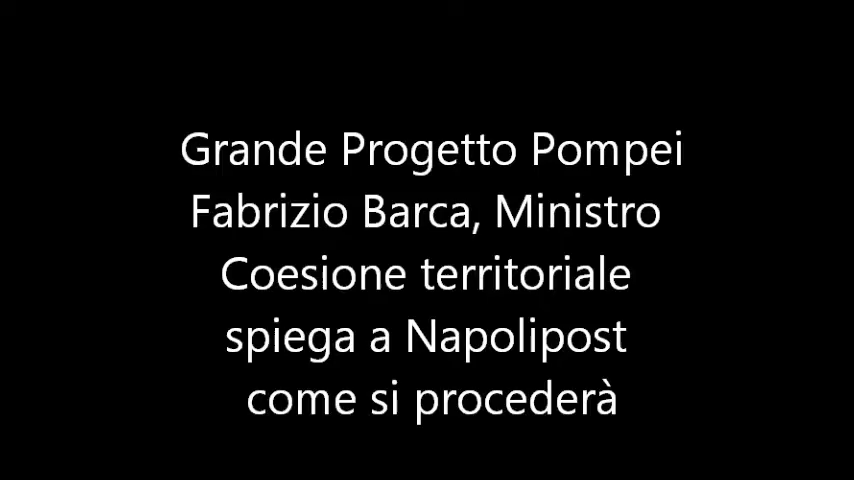 Grande Progetto Pompei
Fabrizio Barca, Ministro
Coesione territoriale
spiega a Napolipost
come si procederà